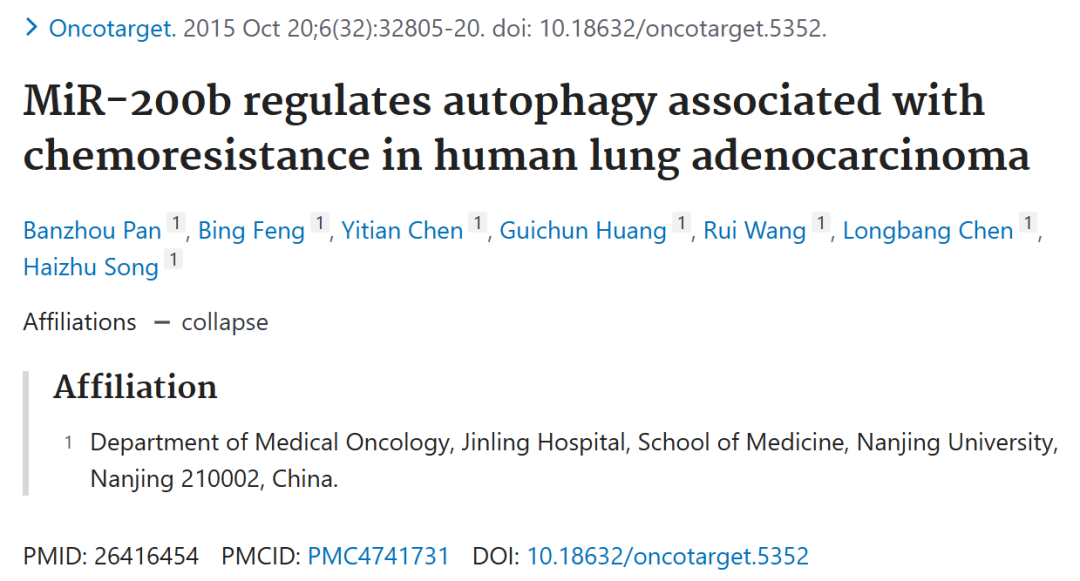 > Oncotarget. 2015 Oct 20;6(32):32805-20. doi: 10.18632/oncotarget.5352.
MiR-200b regulates autophagy associated with
chemoresistance in human lung adenocarcinoma
Banzhou Pan 1, Bing Feng 1, Yitian Chen 1, Guichun Huang 1, Rui Wang 1, Longbang Chen 1,
Haizhu Song 1
Affiliations — collapse
Affiliation
1 Department of Medical Oncology, Jinling Hospital, School of Medicine, Nanjing University,
Nanjing 210002, China.
PMID: 26416454 PMCID: PMC4741731 DOI: 10.18632/oncotarget.5352